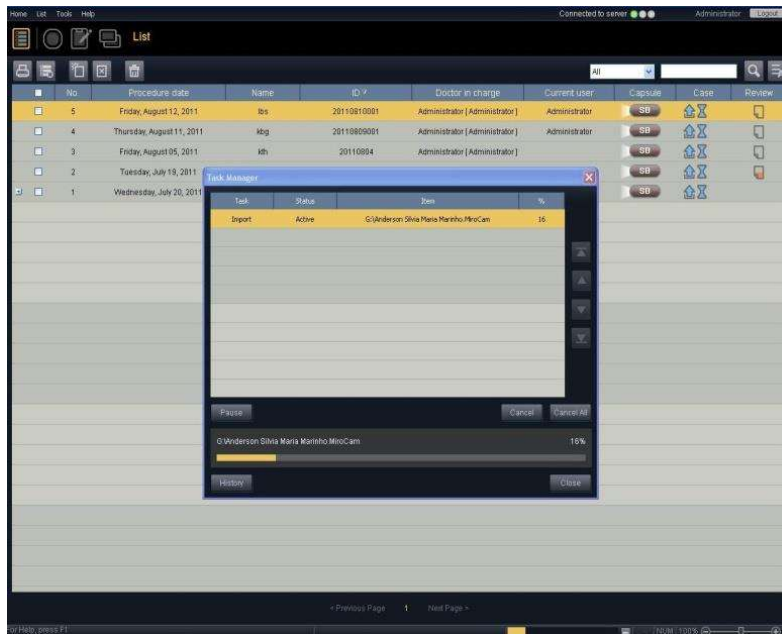 Home List Tools Help Connected to server Administrator Logout
List
All
No. Procedure date Name ID Doctor in charge Current user Capsule Case Review
5 Friday, August 12, 2011 lbs 20110810001 Administrator [ Administrator ] Administrator SB
4 Thursday, August 11, 2011 kbg 20110809001 Administrator [ Administrator ] Administrator SB
3 Friday, August 05, 2011 kth 20110804 Administrator [ Administrator ] SB
2 Tuesday, July 19, 2011 SB
1 Wednesday, July 20, 2011 SB
Task Manager
Task Status Item %
Import Active G:\Anderson Silvia Maria Marinho.MiroCam 16
Pause Cancel Cancel All
G:\Anderson Silvia Maria Marinho.MiroCam 16%
History Close
< Previous Page 1 Next Page >
For Help, press F1 NUM 100%